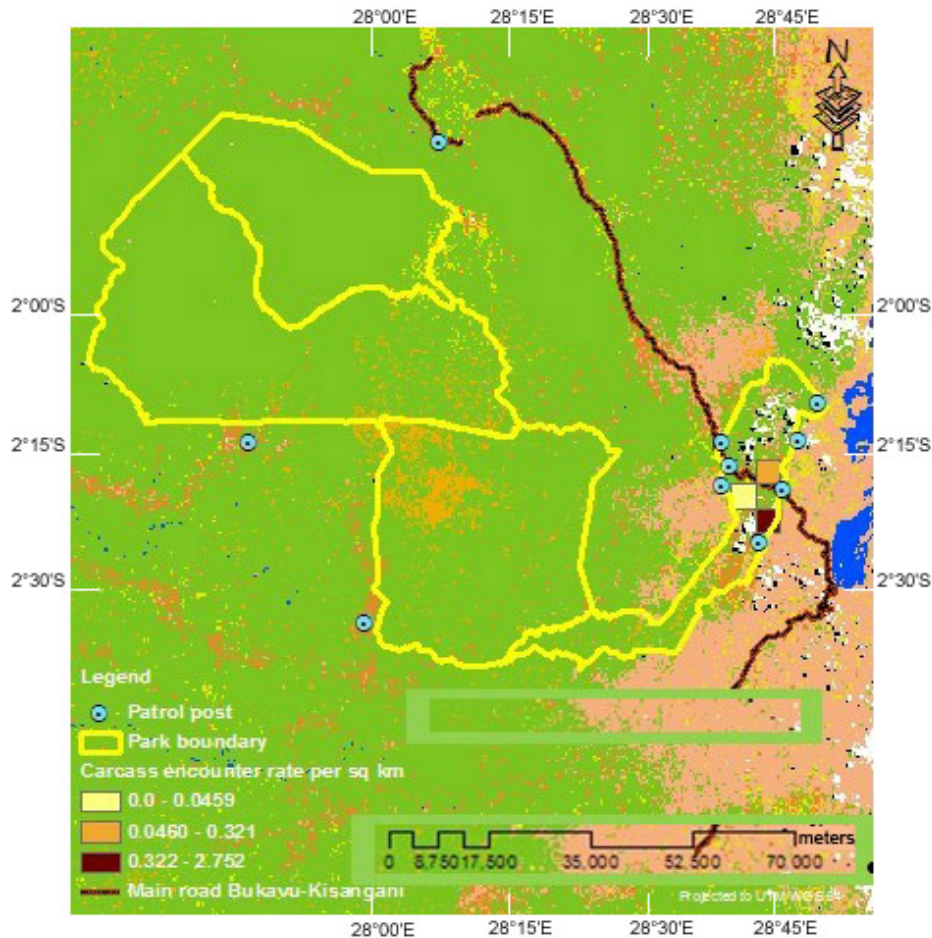 28°00'E 28°15'E 28°30'E 28°45'E
N
2°00'S 2°00'S
2°15'S 2°15'S
2°30'S 2°30'S
Legend
Patrol post
Park boundary
Carcass encounter rate per sq km
0.0 - 0.0459
0.0460 - 0.321
0.322 - 2.752
Main road Bukavu-Kisangani
meters
0 8,750 17,500 35,000 52,500 70,000
Projected to UTM WGS 84
28°00'E 28°15'E 28°30'E 28°45'E